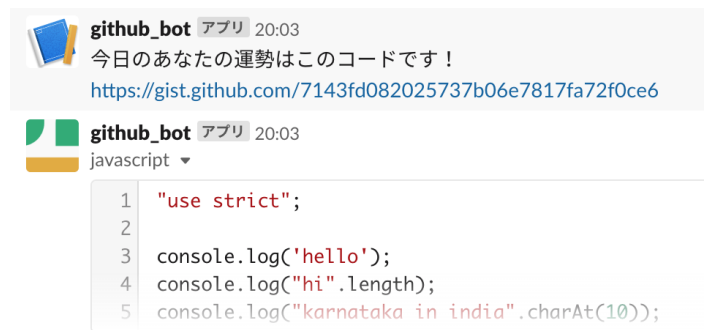 github_bot アプリ 20:03
今日のあなたの運勢はこのコードです！
https://gist.github.com/7143fd082025737b06e7817fa72f0ce6
github_bot アプリ 20:03
javascript
1 "use strict";
2
3 console.log('hello');
4 console.log("hi".length);
5 console.log("karnataka in india".charAt(10));